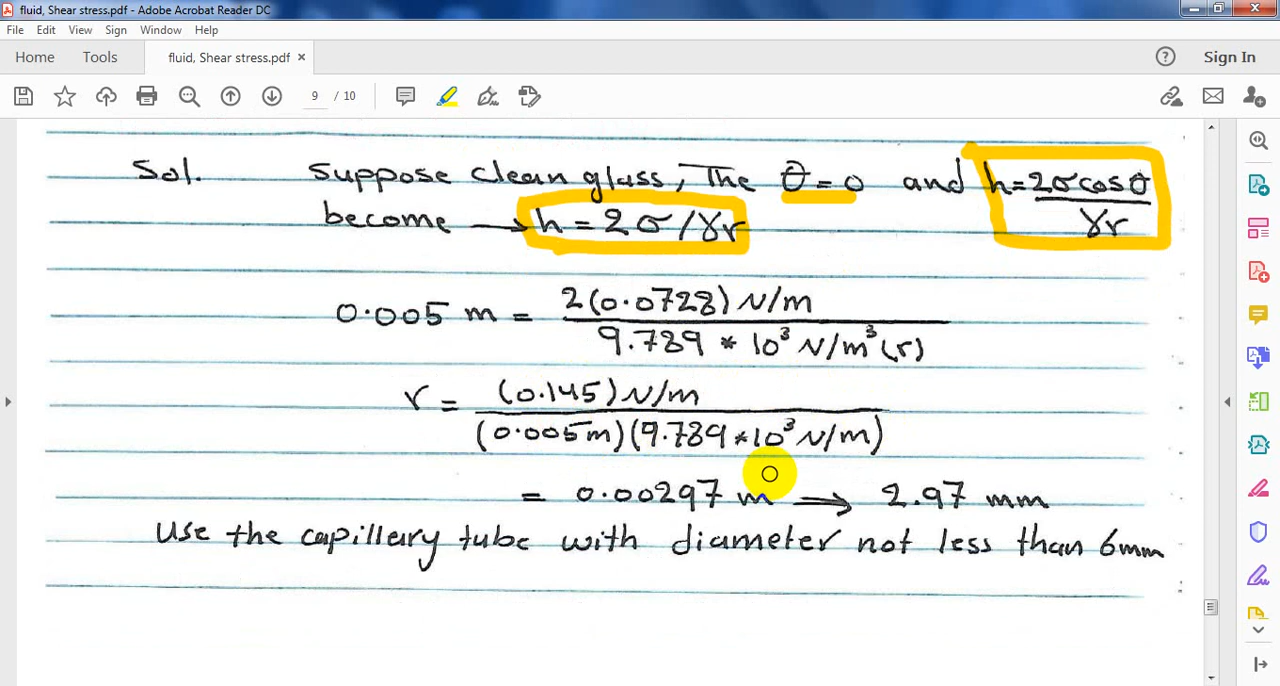 fluid, Shear stress.pdf - Adobe Acrobat Reader DC
File Edit View Window Help
Home Tools fluid, Shear stress.pdf × Sign In
9 / 10
Sol. Suppose clean glass, The θ = 0 and h = 2σcosθ / γr
become → h = 2σ/γr
0.005 m = 2(0.0728) N/m / 9.789 * 10³ N/m³ (r)
r = (0.145) N/m / (0.005m)(9.789 * 10³ N/m)
= 0.00297 m → 2.97 mm
Use the capillary tube with diameter not less than 6mm